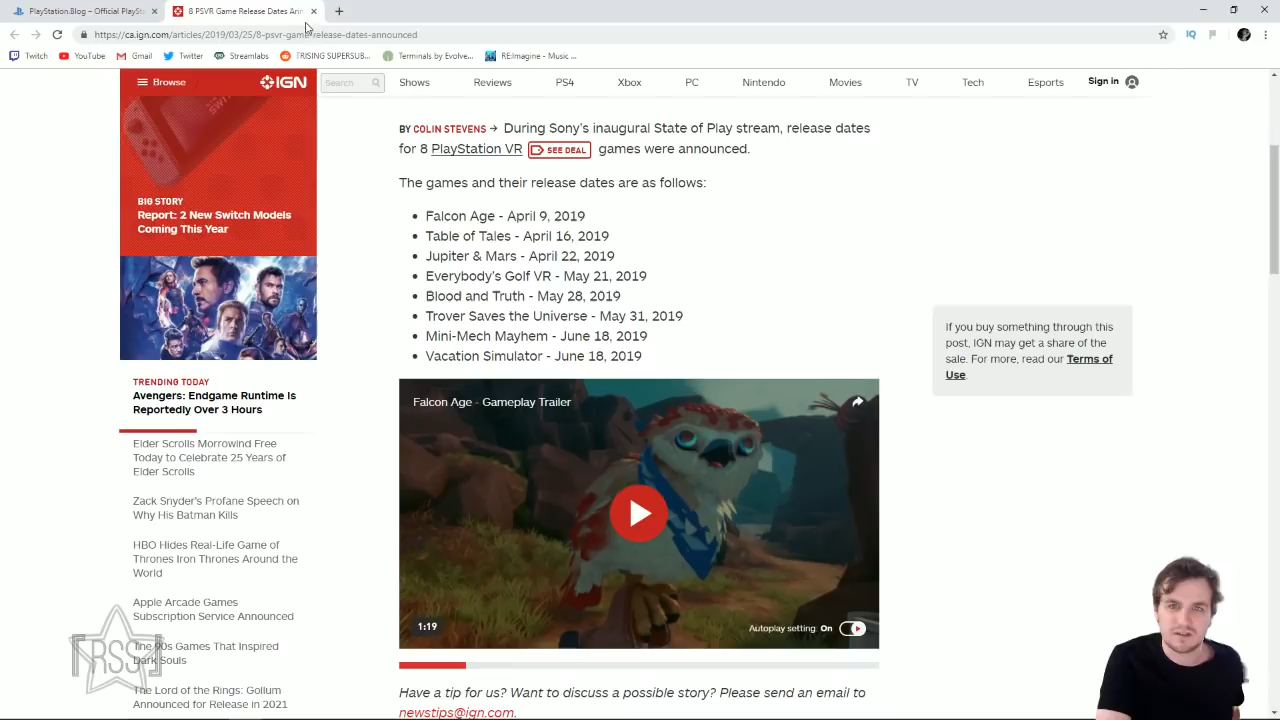 PlayStation.Blog – Official PlaySt
8 PSVR Game Release Dates Ann
https://ca.ign.com/articles/2019/03/25/8-psvr-game-release-dates-announced
Twitch
YouTube
Gmail
Twitter
Streamlabs
TRISING SUPERSUB...
Terminals by Evolve...
RE:Imagine - Music ...
Browse
IGN
Search
Shows
Reviews
PS4
Xbox
PC
Nintendo
Movies
TV
Tech
Esports
Sign in
BIG STORY
Report: 2 New Switch Models
Coming This Year
TRENDING TODAY
Avengers: Endgame Runtime Is
Reportedly Over 3 Hours
Elder Scrolls Morrowind Free
Today to Celebrate 25 Years of
Elder Scrolls
Zack Snyder's Profane Speech on
Why His Batman Kills
HBO Hides Real-Life Game of
Thrones Iron Thrones Around the
World
Apple Arcade Games
Subscription Service Announced
The 90s Games That Inspired
Dark Souls
The Lord of the Rings: Gollum
Announced for Release in 2021
RSS
BY COLIN STEVENS → During Sony's inaugural State of Play stream, release dates
for 8 PlayStation VR SEE DEAL games were announced.
The games and their release dates are as follows:
• Falcon Age - April 9, 2019
• Table of Tales - April 16, 2019
• Jupiter & Mars - April 22, 2019
• Everybody's Golf VR - May 21, 2019
• Blood and Truth - May 28, 2019
• Trover Saves the Universe - May 31, 2019
• Mini-Mech Mayhem - June 18, 2019
• Vacation Simulator - June 18, 2019
Falcon Age - Gameplay Trailer
1:19
Autoplay setting: On
Have a tip for us? Want to discuss a possible story? Please send an email to
newstips@ign.com.
If you buy something through this
post, IGN may get a share of the
sale. For more, read our Terms of
Use.